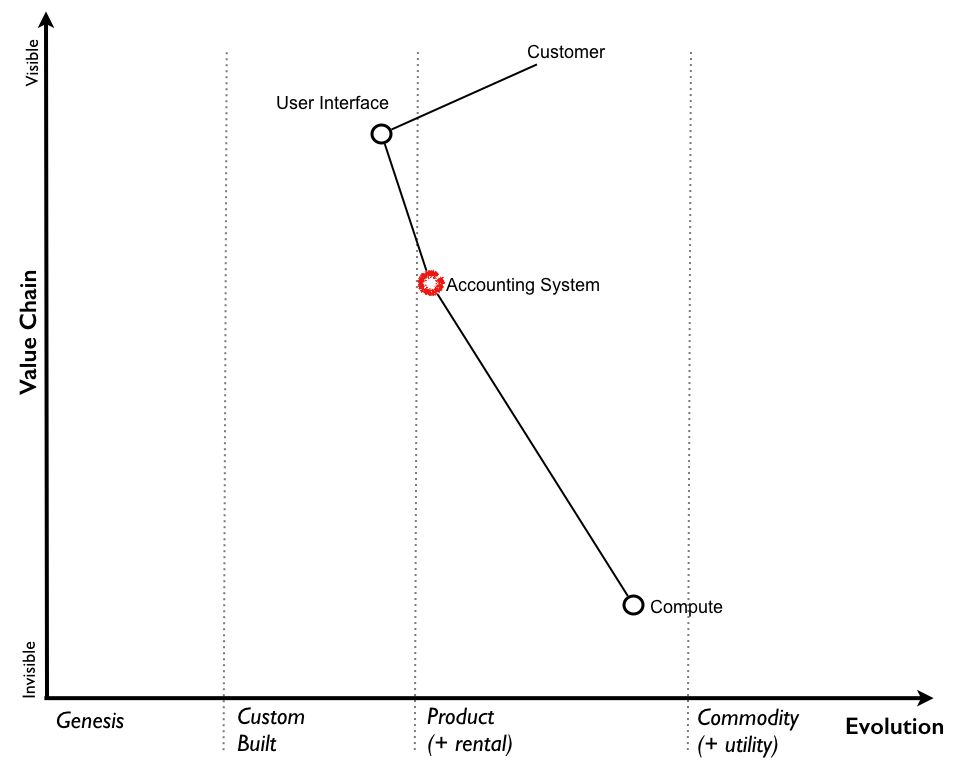 Visible
Customer
User Interface
Value Chain
Accounting System
Compute
Invisible
Genesis
Custom
Built
Product
(+ rental)
Commodity
(+ utility)
Evolution